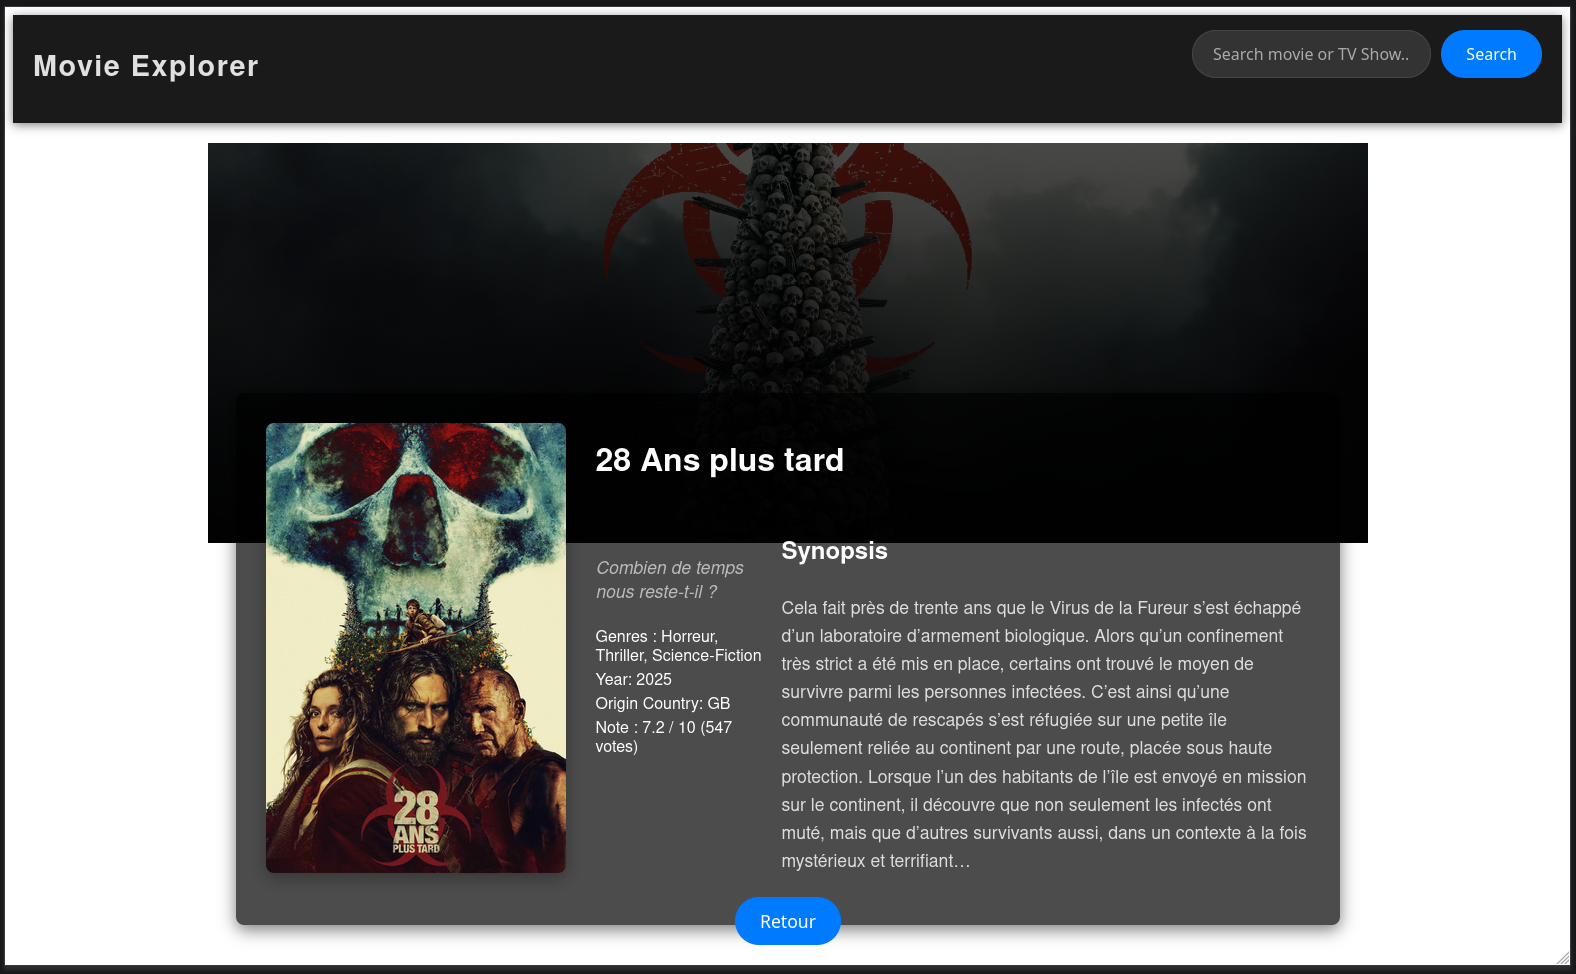 Movie Explorer
Search movie or TV Show..
Search
28 Ans plus tard
Combien de temps
nous reste-t-il ?
Genres : Horreur,
Thriller, Science-Fiction
Year: 2025
Origin Country: GB
Note : 7.2 / 10 (547
votes)
Synopsis
Cela fait près de trente ans que le Virus de la Fureur s’est échappé
d’un laboratoire d’armement biologique. Alors qu’un confinement
très strict a été mis en place, certains ont trouvé le moyen de
survivre parmi les personnes infectées. C’est ainsi qu’une
communauté de rescapés s’est réfugiée sur une petite île
seulement reliée au continent par une route, placée sous haute
protection. Lorsque l’un des habitants de l’île est envoyé en mission
sur le continent, il découvre que non seulement les infectés ont
muté, mais que d’autres survivants aussi, dans un contexte à la fois
mystérieux et terrifiant…
28
ANS
PLUS TARD
Retour